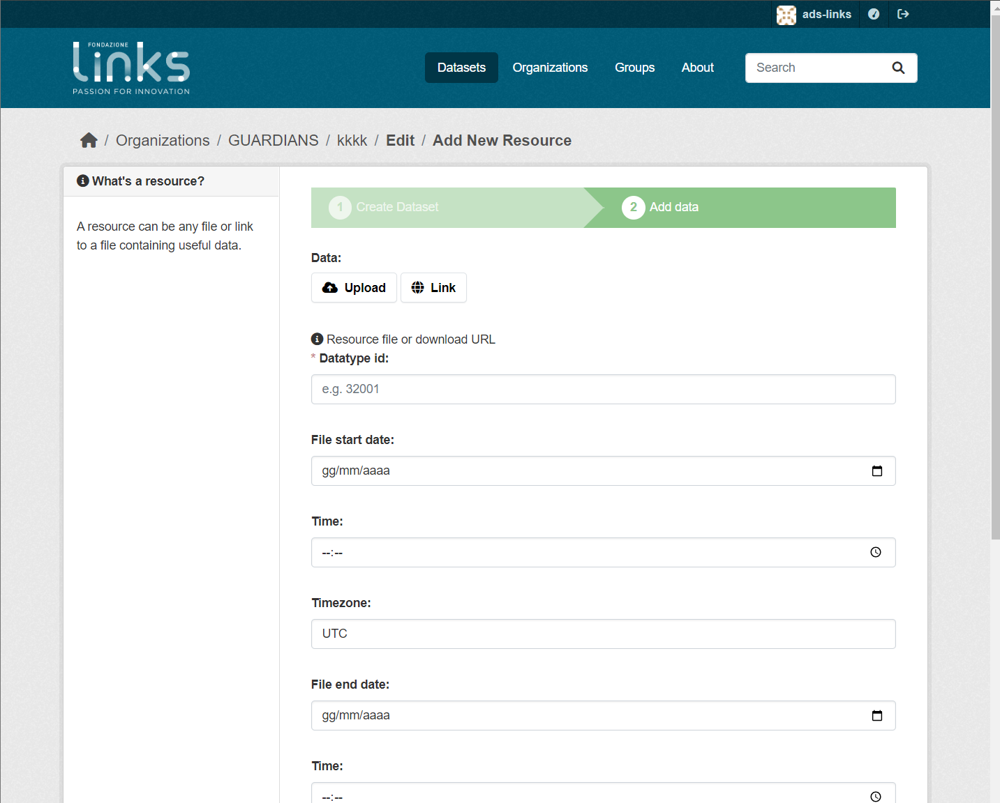 ads-links
FONDAZIONE
Links
PASSION FOR INNOVATION
Datasets
Organizations
Groups
About
Search
/ Organizations / GUARDIANS / kkkk / Edit / Add New Resource
What's a resource?
A resource can be any file or link
to a file containing useful data.
1 Create Dataset
2 Add data
Data:
Upload
Link
Resource file or download URL
* Datatype id:
e.g. 32001
File start date:
gg/mm/aaaa
Time:
--:--
Timezone:
UTC
File end date:
gg/mm/aaaa
Time:
--:--